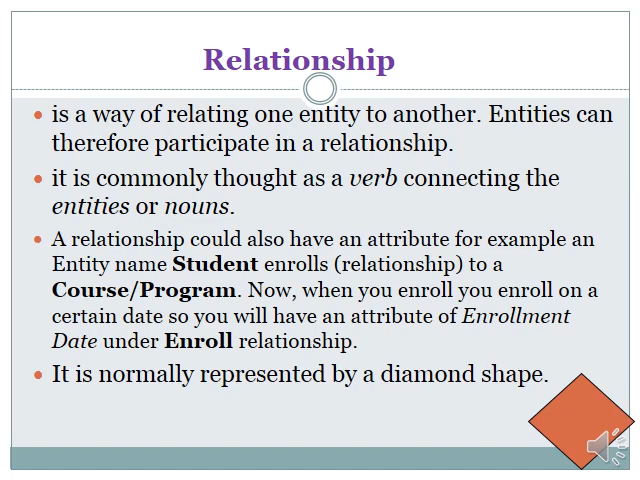 Relationship
is a way of relating one entity to another. Entities can
therefore participate in a relationship.
it is commonly thought as a verb connecting the
entities or nouns.
A relationship could also have an attribute for example an
Entity name Student enrolls (relationship) to a
Course/Program. Now, when you enroll you enroll on a
certain date so you will have an attribute of Enrollment
Date under Enroll relationship.
It is normally represented by a diamond shape.